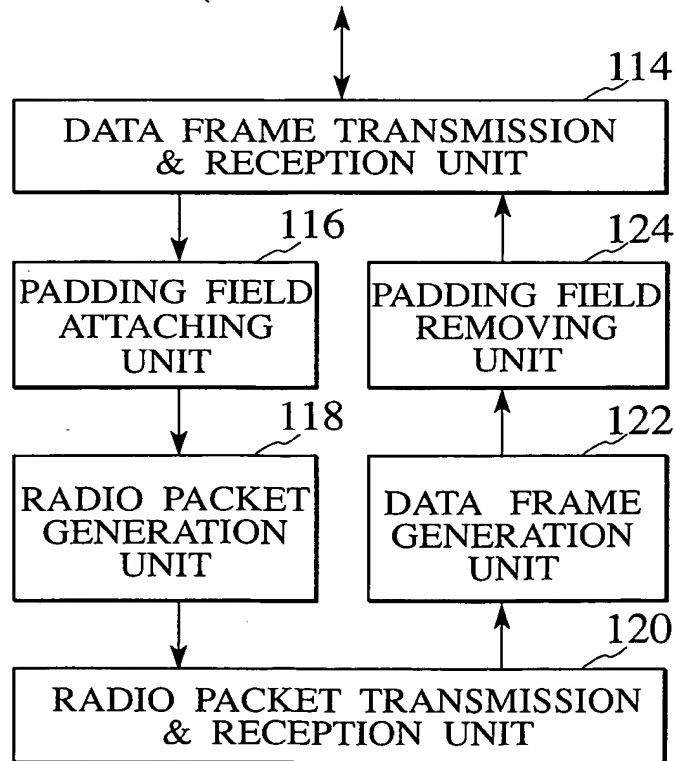 114
DATA FRAME TRANSMISSION
& RECEPTION UNIT
116
124
PADDING FIELD
ATTACHING
UNIT
PADDING FIELD
REMOVING
UNIT
118
122
RADIO PACKET
GENERATION
UNIT
DATA FRAME
GENERATION
UNIT
120
RADIO PACKET TRANSMISSION
& RECEPTION UNIT